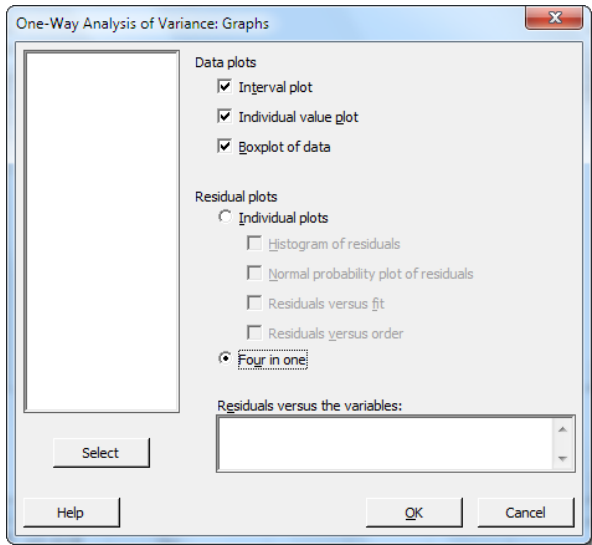 One-Way Analysis of Variance: Graphs
Data plots
Interval plot
Individual value plot
Boxplot of data
Residual plots
Individual plots
Histogram of residuals
Normal probability plot of residuals
Residuals versus fit
Residuals versus order
Four in one
Residuals versus the variables:
Select
Help
OK
Cancel